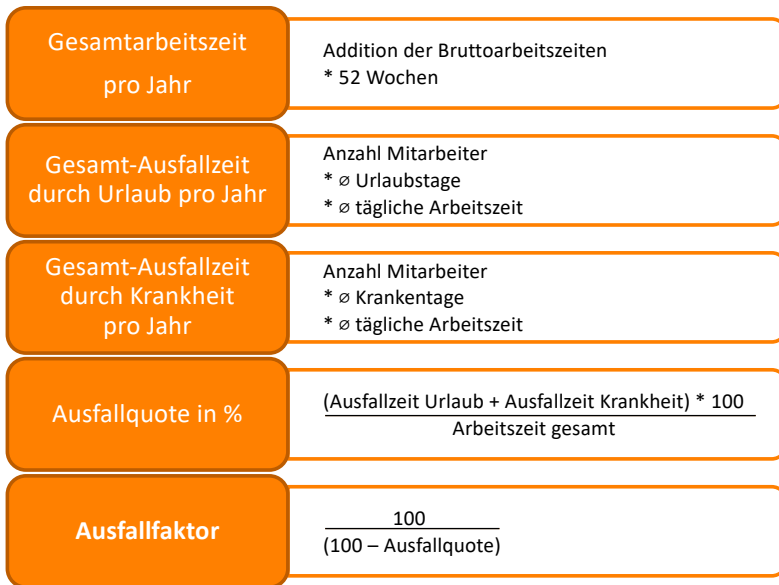 Gesamtarbeitszeit
pro Jahr
Addition der Bruttoarbeitszeiten
* 52 Wochen
Gesamt-Ausfallzeit
durch Urlaub pro Jahr
Anzahl Mitarbeiter
* ∅ Urlaubstage
* ∅ tägliche Arbeitszeit
Gesamt-Ausfallzeit
durch Krankheit
pro Jahr
Anzahl Mitarbeiter
* ∅ Krankentage
* ∅ tägliche Arbeitszeit
Ausfallquote in %
(Ausfallzeit Urlaub + Ausfallzeit Krankheit) * 100
Arbeitszeit gesamt
Ausfallfaktor
100
(100 – Ausfallquote)